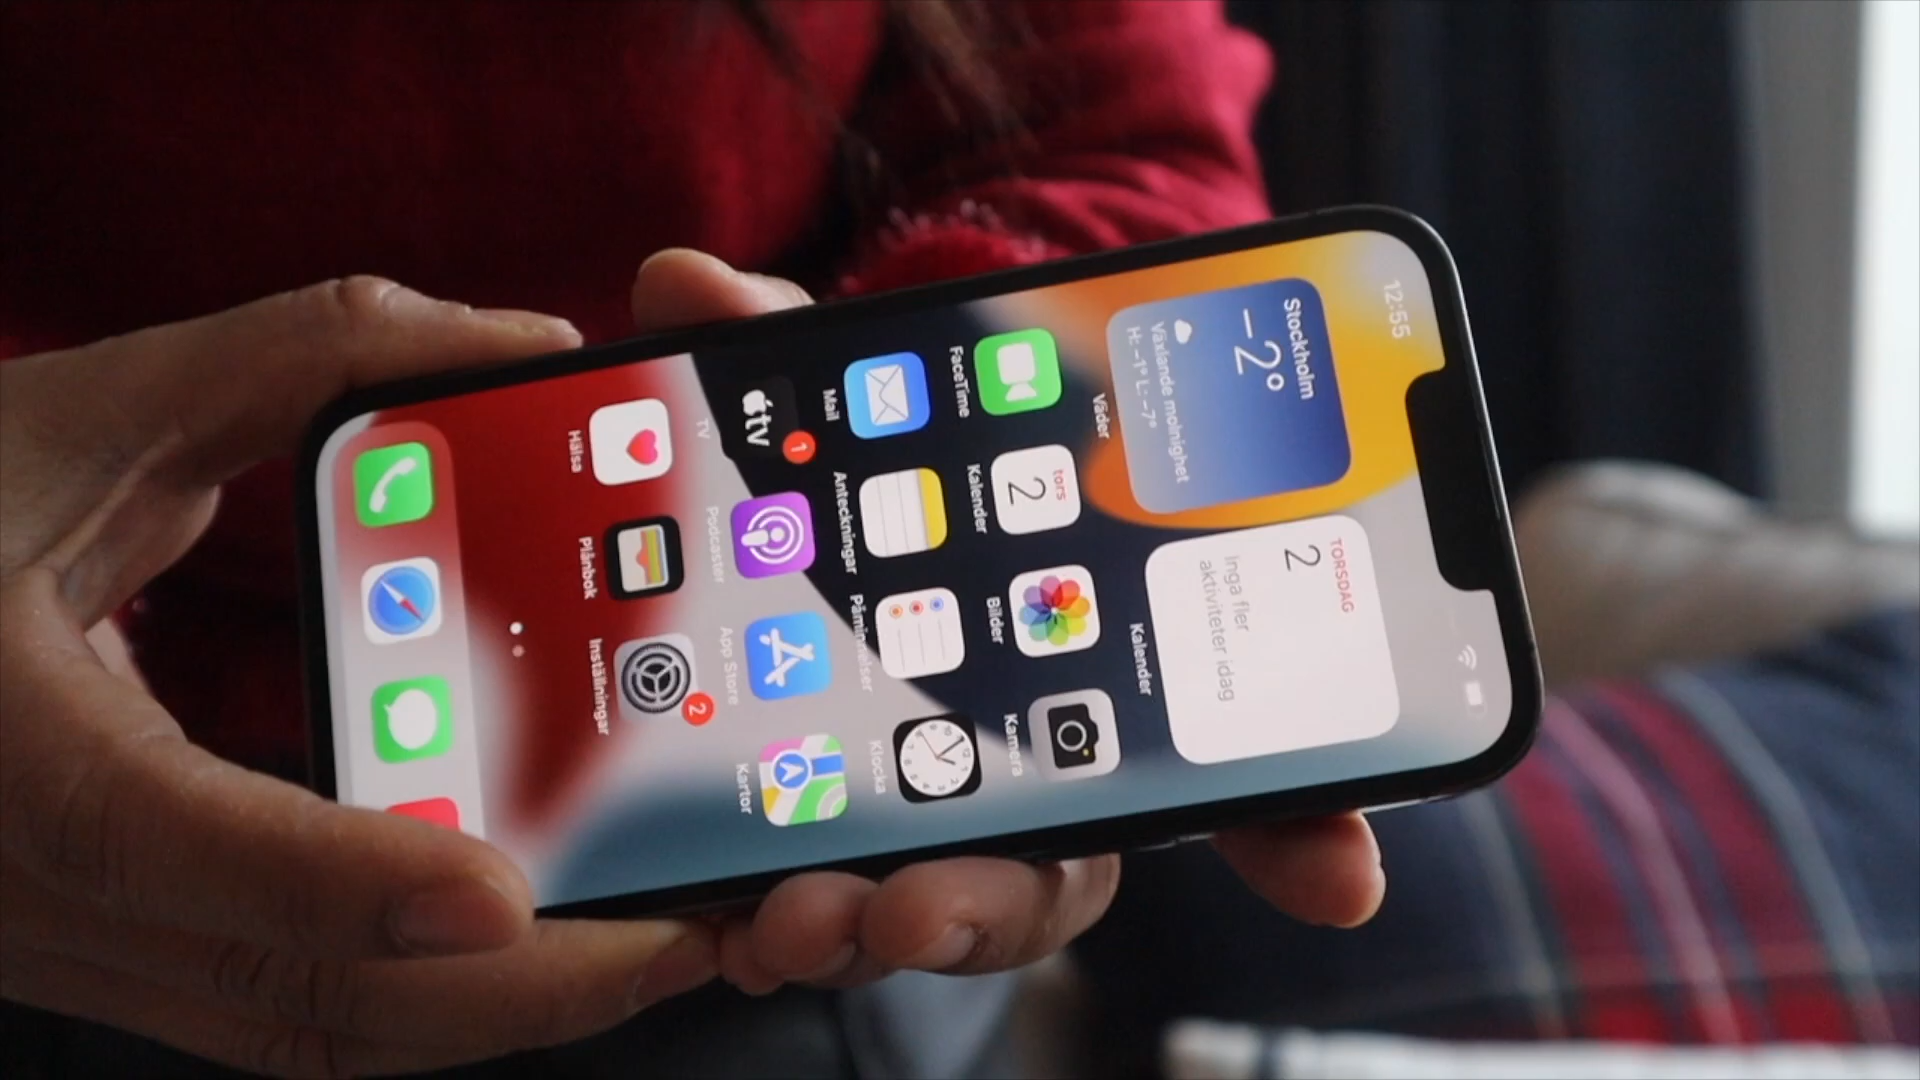 12:55
Stockholm
−2°
Växlande molnighet
H: −1° L: −7°
Väder
TORSDAG
2
Inga fler
aktiviteter idag
Kalender
FaceTime
tors
2
Kalender
Bilder
Kamera
Mail
Anteckningar
Påminnelser
Klocka
tv
1
TV
Podcaster
App Store
Kartor
Hälsa
Plånbok
2
Inställningar